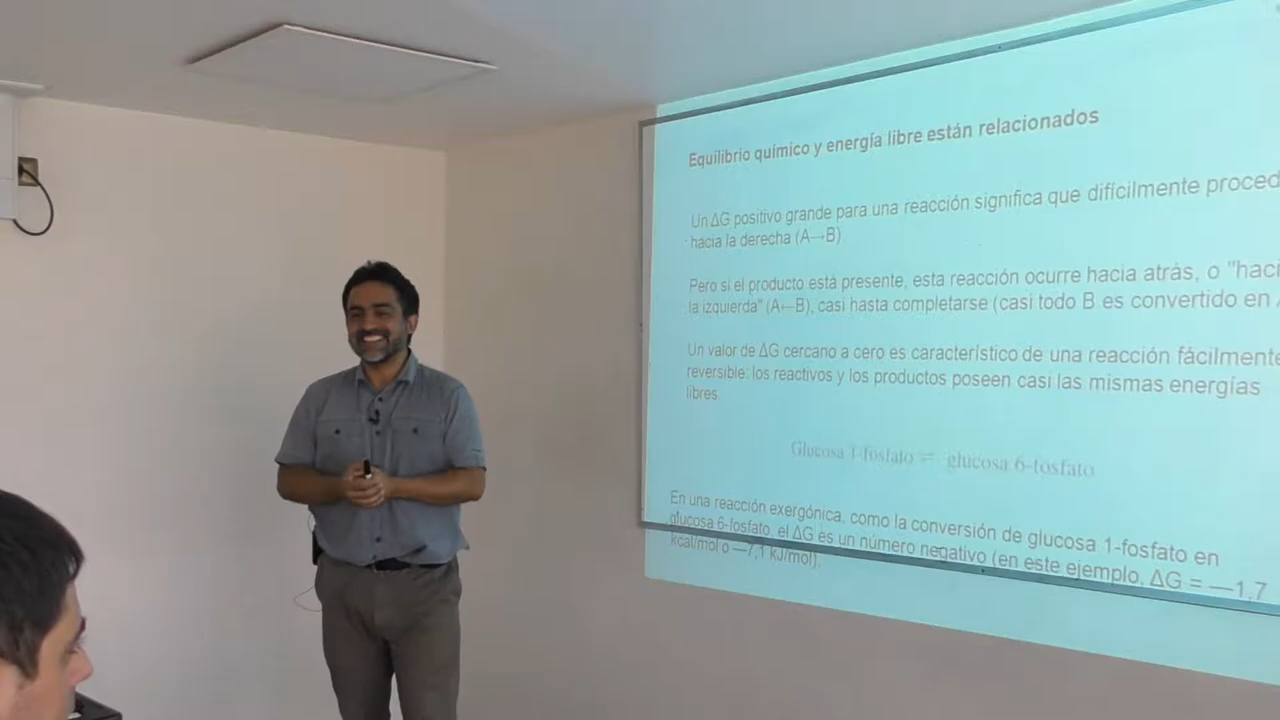 Equilibrio químico y energía libre están relacionados
Un ΔG positivo grande para una reacción significa que difícilmente proced
hacia la derecha (A→B)
Pero si el producto está presente, esta reacción ocurre hacia atrás, o "haci
la izquierda" (A←B), casi hasta completarse (casi todo B es convertido en
Un valor de ΔG cercano a cero es característico de una reacción fácilmente
reversible: los reactivos y los productos poseen casi las mismas energías
libres
Glucosa 1-fosfato ⇌ glucosa 6-fosfato
En una reacción exergónica, como la conversión de glucosa 1-fosfato en
glucosa 6-fosfato, el ΔG es un número negativo (en este ejemplo, ΔG = —1,7
kcal/mol o —7,1 kJ/mol).